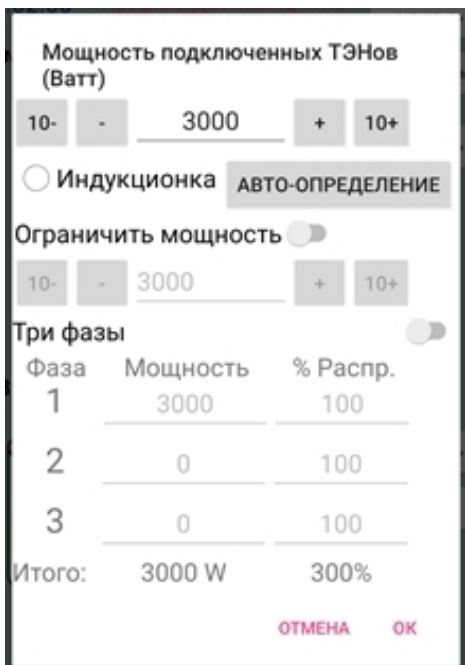 Мощность подключенных ТЭНов
(Ватт)
10- - 3000 + 10+
Индукционка АВТО-ОПРЕДЕЛЕНИЕ
Ограничить мощность
10- - 3000 + 10+
Три фазы
Фаза Мощность % Распр.
1 3000 100
2 0 100
3 0 100
Итого: 3000 W 300%
ОТМЕНА ОК